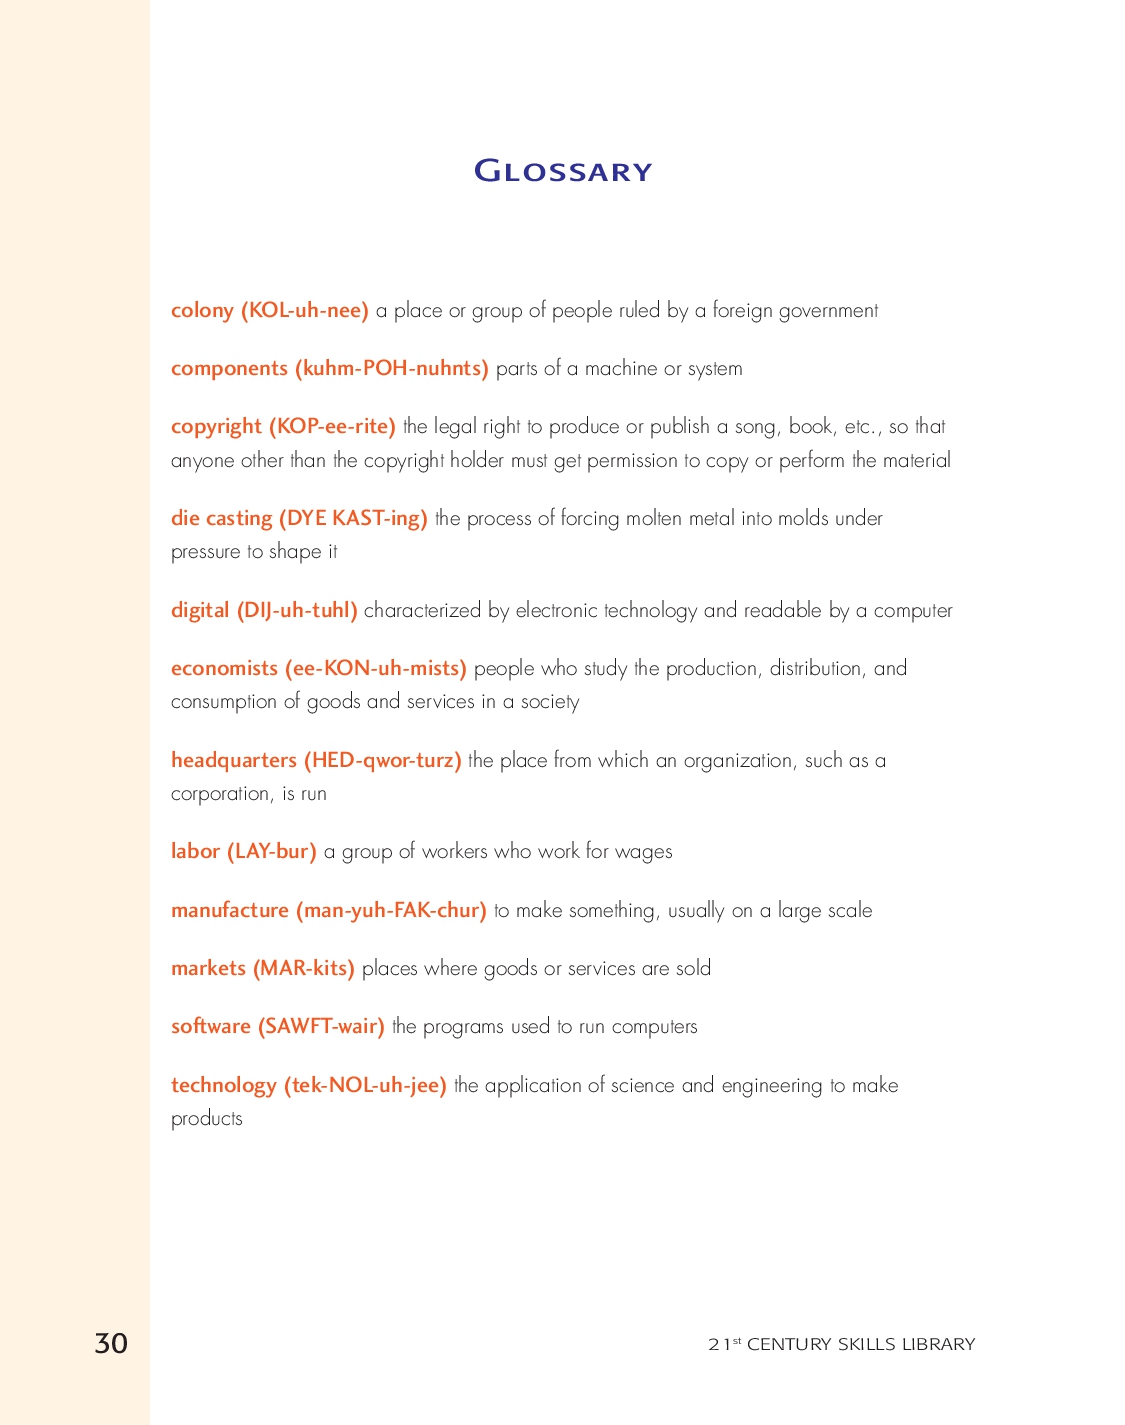 GLOSSARY
colony (KOL-uh-nee) a place or group of people ruled by a foreign government
components (kuhm-POH-nuhnts) parts of a machine or system
copyright (KOP-ee-rite) the legal right to produce or publish a song, book, etc., so that
anyone other than the copyright holder must get permission to copy or perform the material
die casting (DYE KAST-ing) the process of forcing molten metal into molds under
pressure to shape it
digital (DIJ-uh-tuhl) characterized by electronic technology and readable by a computer
economists (ee-KON-uh-mists) people who study the production, distribution, and
consumption of goods and services in a society
headquarters (HED-qwor-turz) the place from which an organization, such as a
corporation, is run
labor (LAY-bur) a group of workers who work for wages
manufacture (man-yuh-FAK-chur) to make something, usually on a large scale
markets (MAR-kits) places where goods or services are sold
software (SAWFT-wair) the programs used to run computers
technology (tek-NOL-uh-jee) the application of science and engineering to make
products
30 21st CENTURY SKILLS LIBRARY